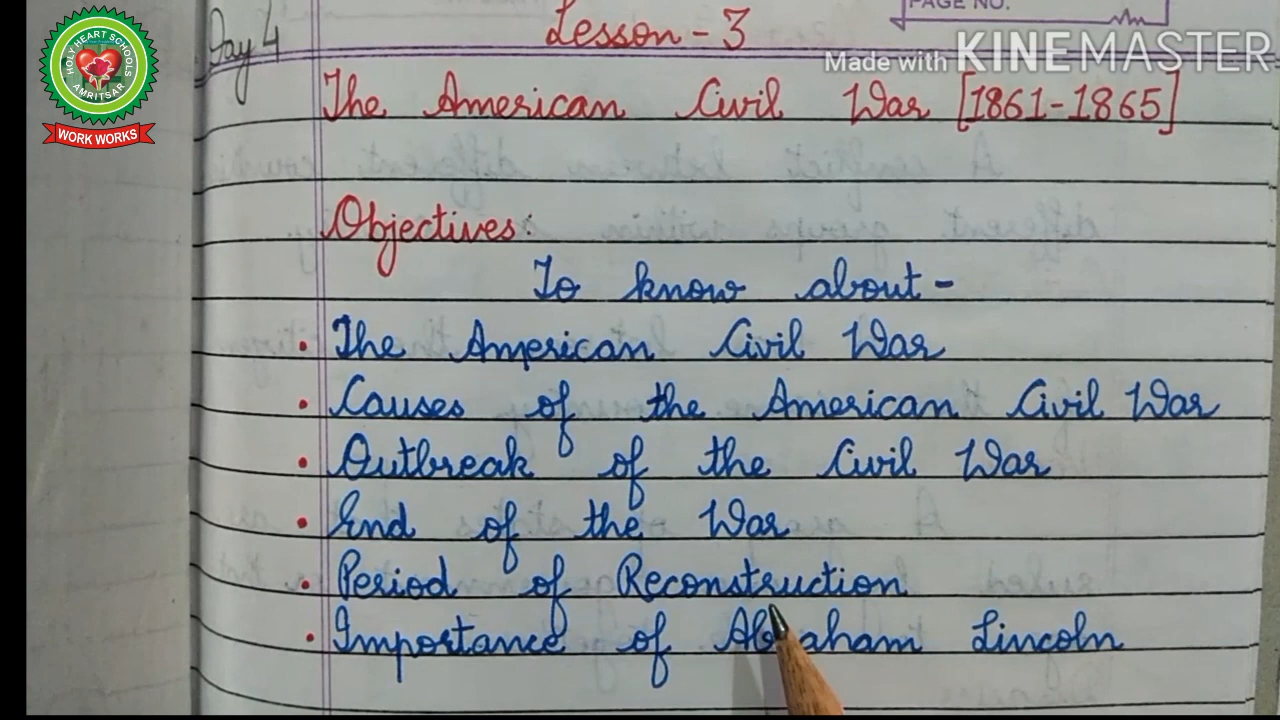 PAGE NO.
Day 4
Lesson - 3
Made with KINEMASTER
HOLY HEART SCHOOLS
AMRITSAR
WORK WORKS
The American Civil War [1861-1865]
Objectives:
To know about -
• The American Civil War
• Causes of the American Civil War
• Outbreak of the Civil War
• End of the War
• Period of Reconstruction
• Importance of Abraham Lincoln